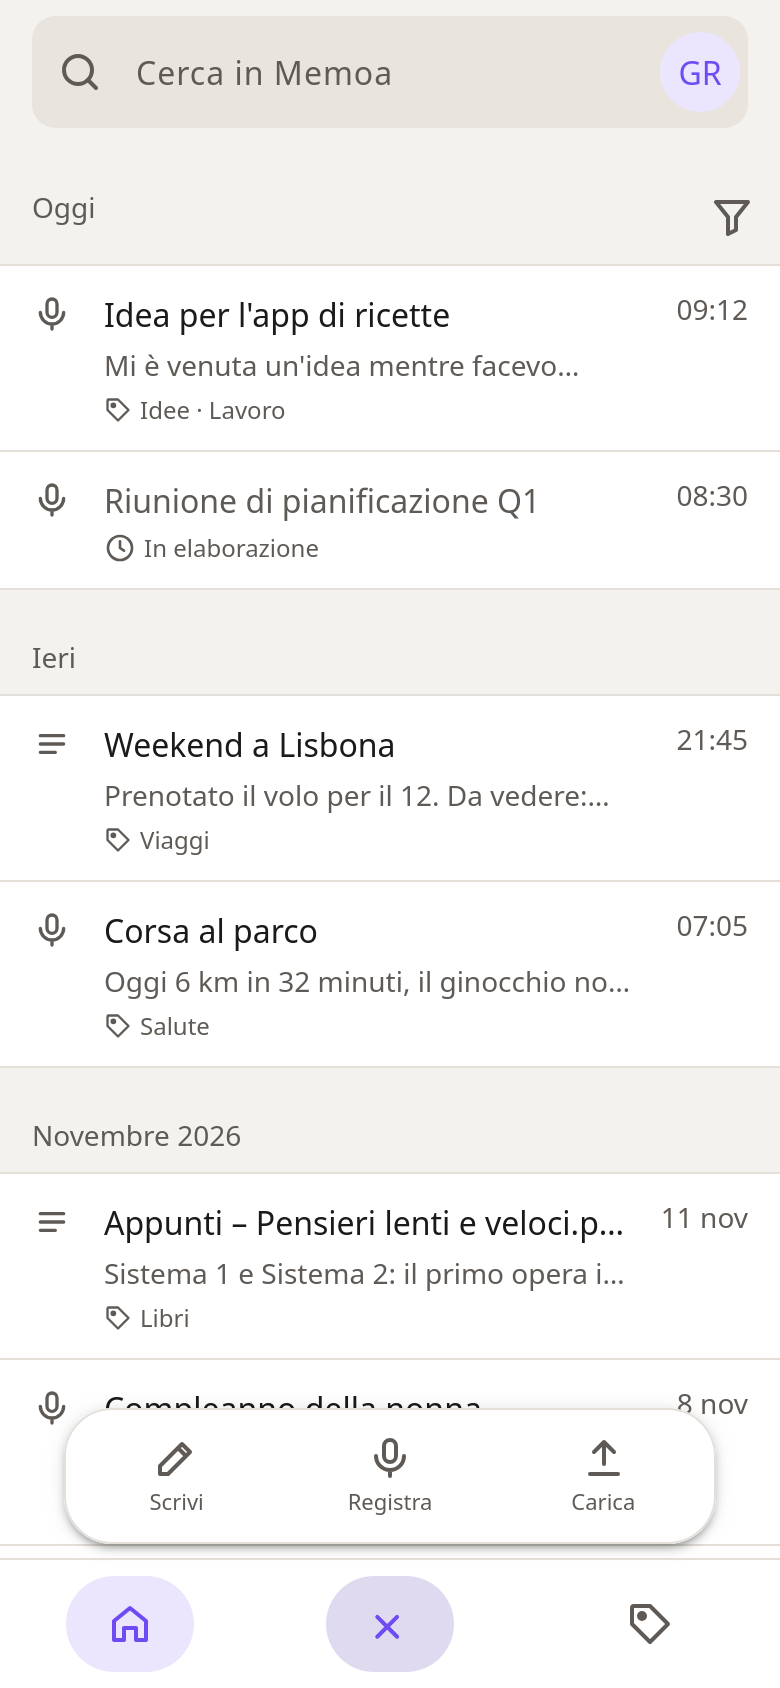 Cerca in Memoa
GR
Oggi
Idea per l'app di ricette
09:12
Mi è venuta un'idea mentre facevo...
Idee · Lavoro
Riunione di pianificazione Q1
08:30
In elaborazione
Ieri
Weekend a Lisbona
21:45
Prenotato il volo per il 12. Da vedere:...
Viaggi
Corsa al parco
07:05
Oggi 6 km in 32 minuti, il ginocchio no...
Salute
Novembre 2026
Appunti – Pensieri lenti e veloci.p...
11 nov
Sistema 1 e Sistema 2: il primo opera i...
Libri
Compleanno della nonna
8 nov
Scrivi
Registra
Carica